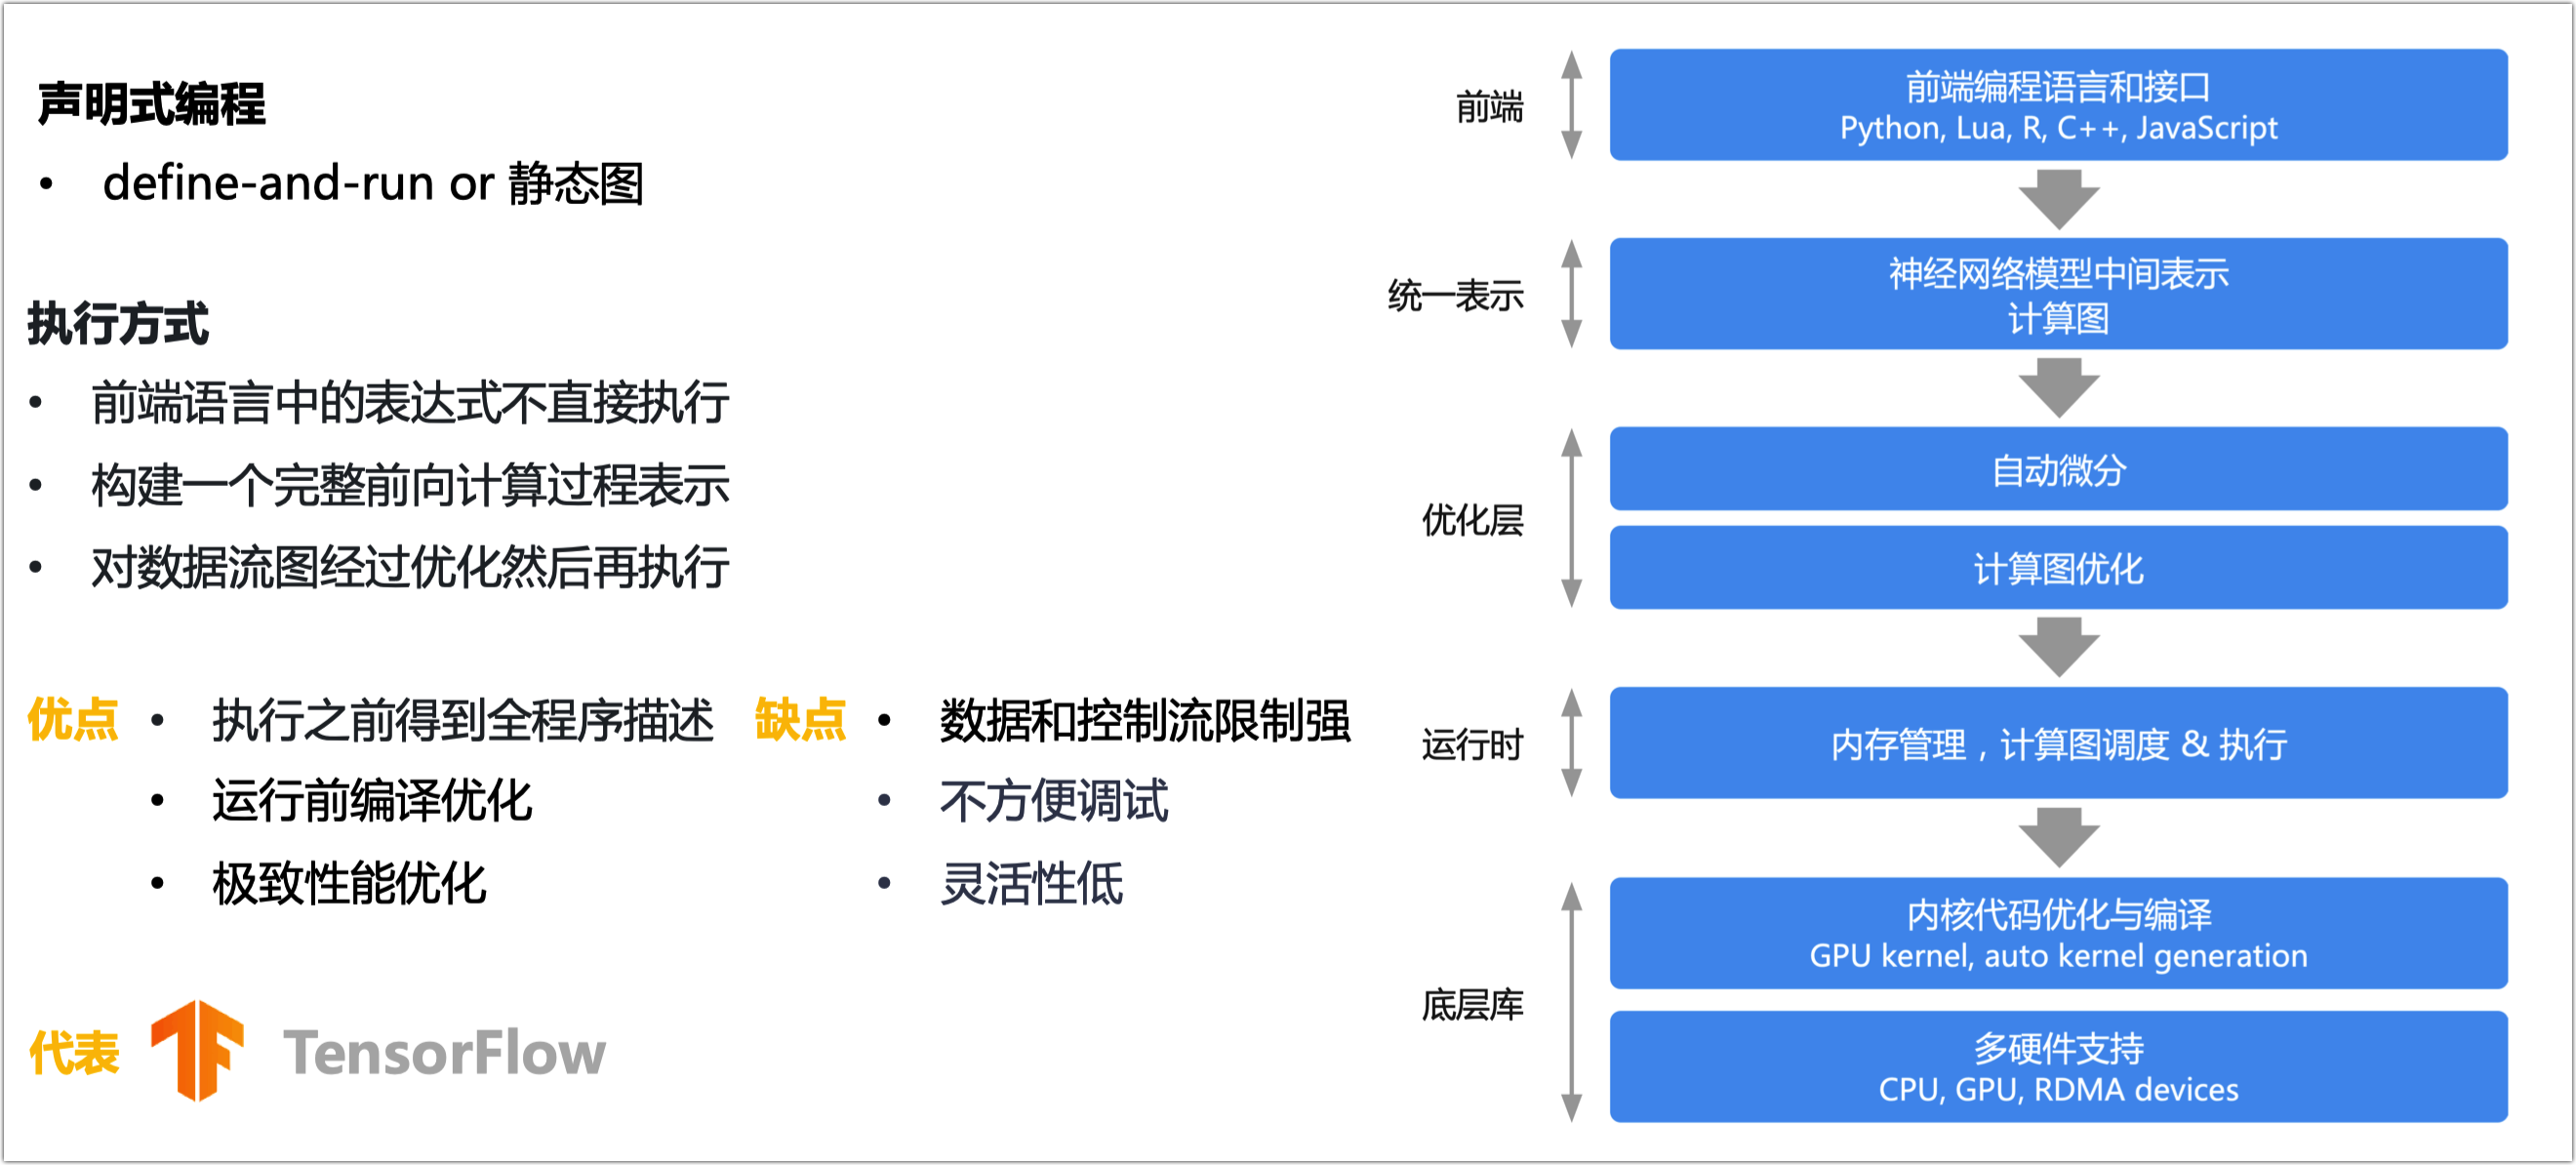 声明式编程
• define-and-run or 静态图
执行方式
• 前端语言中的表达式不直接执行
• 构建一个完整前向计算过程表示
• 对数据流图经过优化然后再执行
优点
• 执行之前得到全程序描述
• 运行前编译优化
• 极致性能优化
缺点
• 数据和控制流限制强
• 不方便调试
• 灵活性低
代表
TensorFlow
前端
前端编程语言和接口
Python, Lua, R, C++, JavaScript
统一表示
神经网络模型中间表示
计算图
优化层
自动微分
计算图优化
运行时
内存管理，计算图调度 & 执行
底层库
内核代码优化与编译
GPU kernel, auto kernel generation
多硬件支持
CPU, GPU, RDMA devices